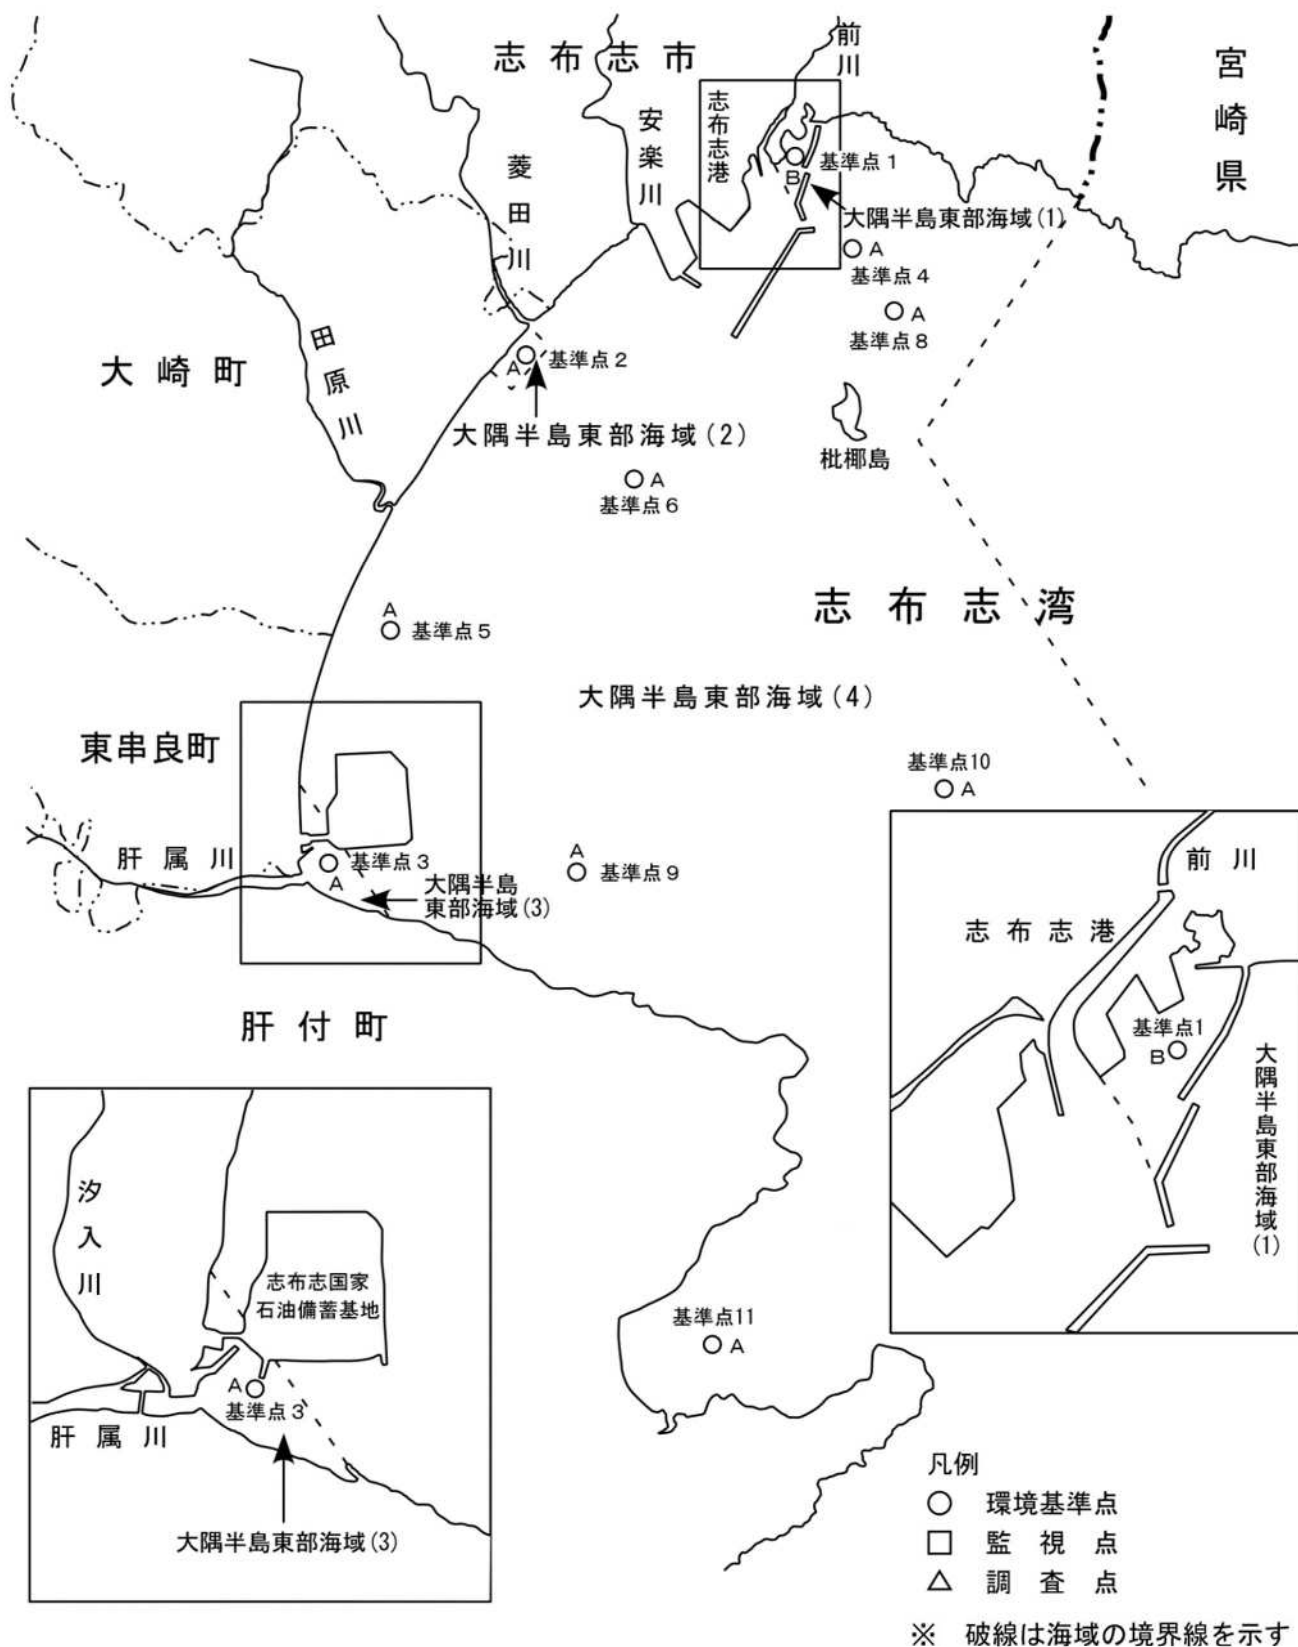 志布志市
前川
宮崎県
志布志港
安楽川
菱田川
基準点1
B
大隅半島東部海域(1)
A
基準点4
A
基準点8
田原川
大崎町
A
基準点2
大隅半島東部海域(2)
枇椰島
A
基準点6
志布志湾
A
基準点5
大隅半島東部海域(4)
東串良町
基準点10
A
肝属川
基準点3
A
大隅半島
東部海域(3)
A
基準点9
前川
志布志港
基準点1
B
大隅半島東部海域(1)
肝付町
汐入川
志布志国家
石油備蓄基地
A
基準点3
肝属川
大隅半島東部海域(3)
基準点11
A
凡例
○ 環境基準点
□ 監視点
△ 調査点
※ 破線は海域の境界線を示す